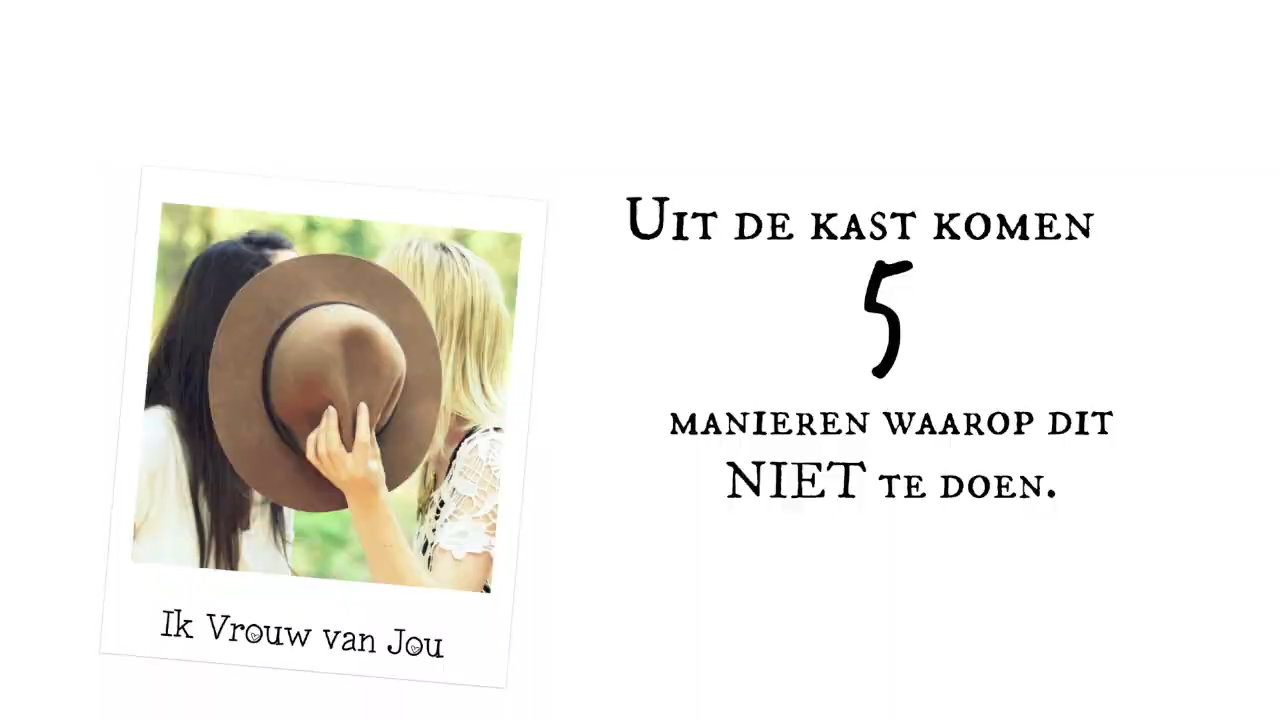 Uit de kast komen
5
manieren waarop dit
NIET te doen.
Ik Vrouw van Jou